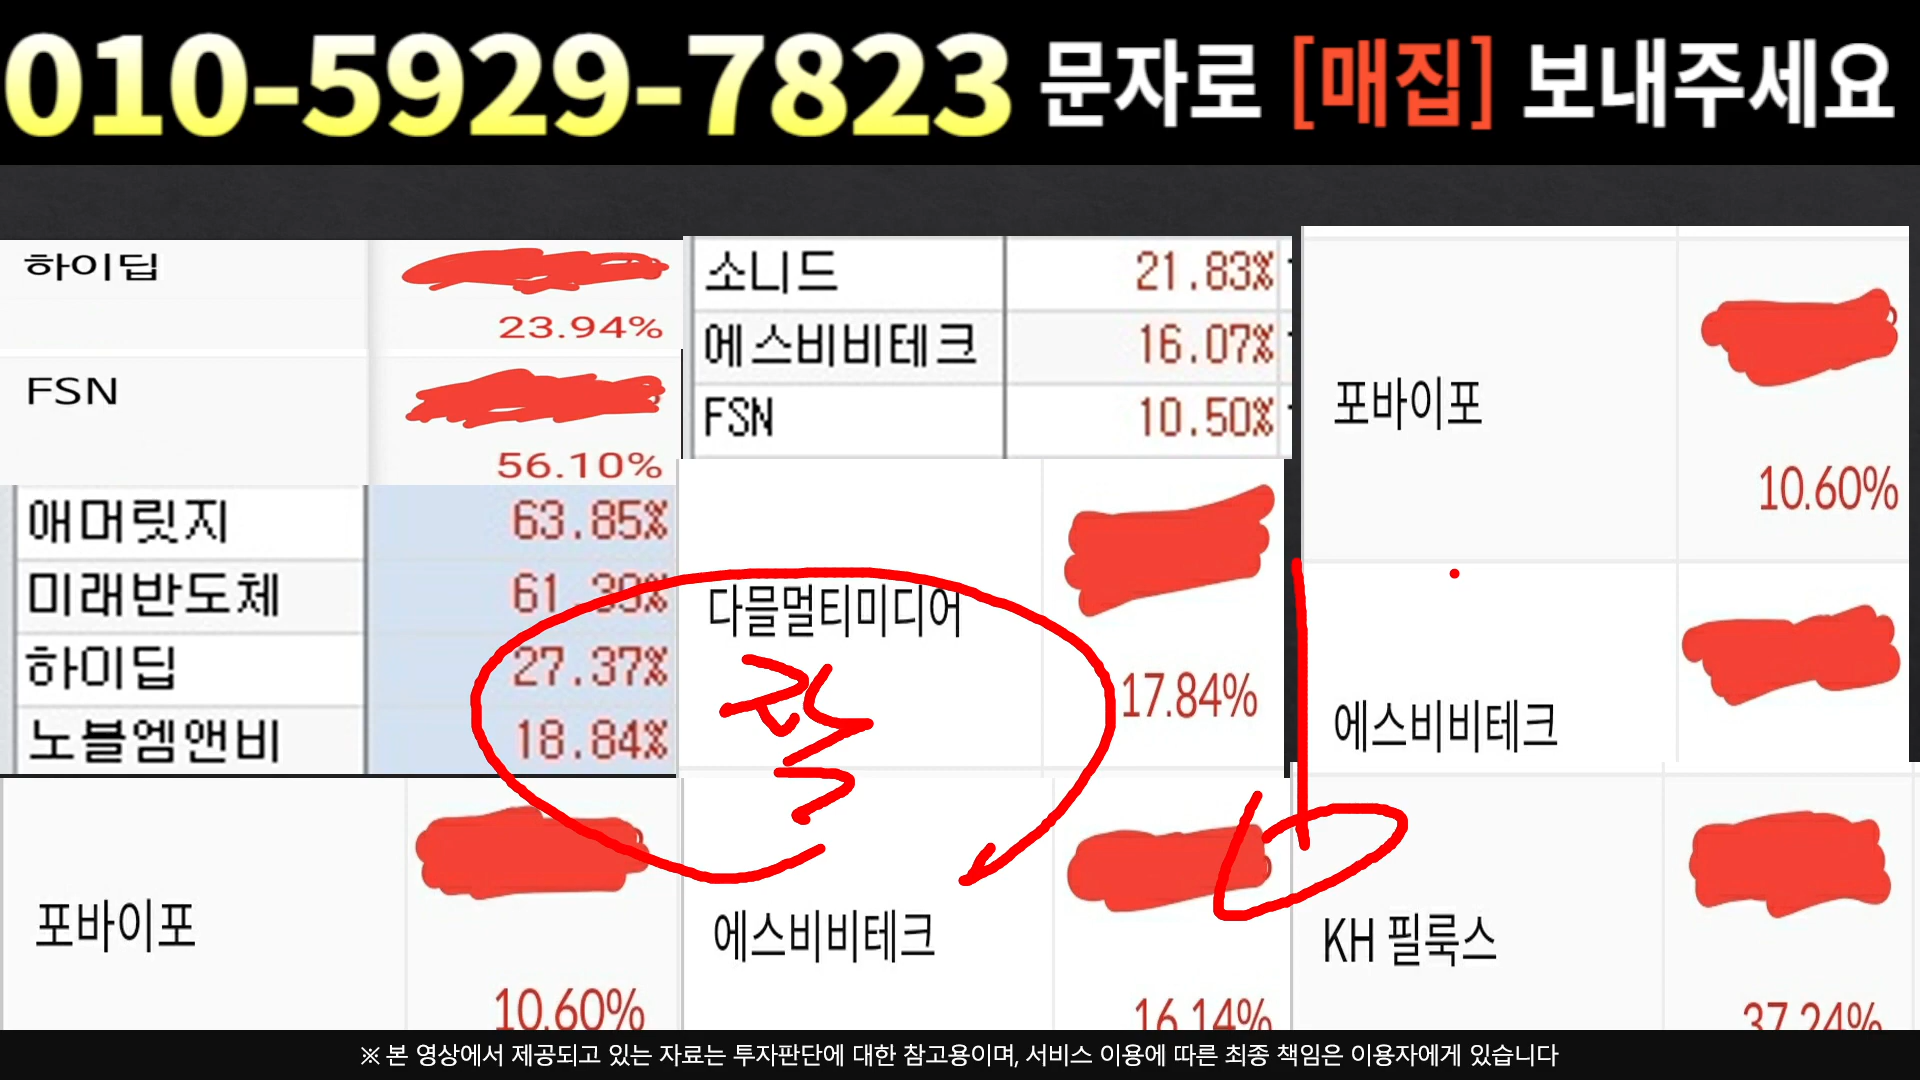 010-5929-7823 문자로 [매집] 보내주세요
하이딥
23.94%
FSN
56.10%
애머릿지 63.85%
미래반도체 61.39%
하이딥 27.37%
노블엠앤비 18.84%
소니드 21.83%
에스비비테크 16.07%
FSN 10.50%
다믈멀티미디어
17.84%
포바이포
10.60%
에스비비테크
포바이포
10.60%
에스비비테크
16.14%
KH 필룩스
37.24%
※ 본 영상에서 제공되고 있는 자료는 투자판단에 대한 참고용이며, 서비스 이용에 따른 최종 책임은 이용자에게 있습니다